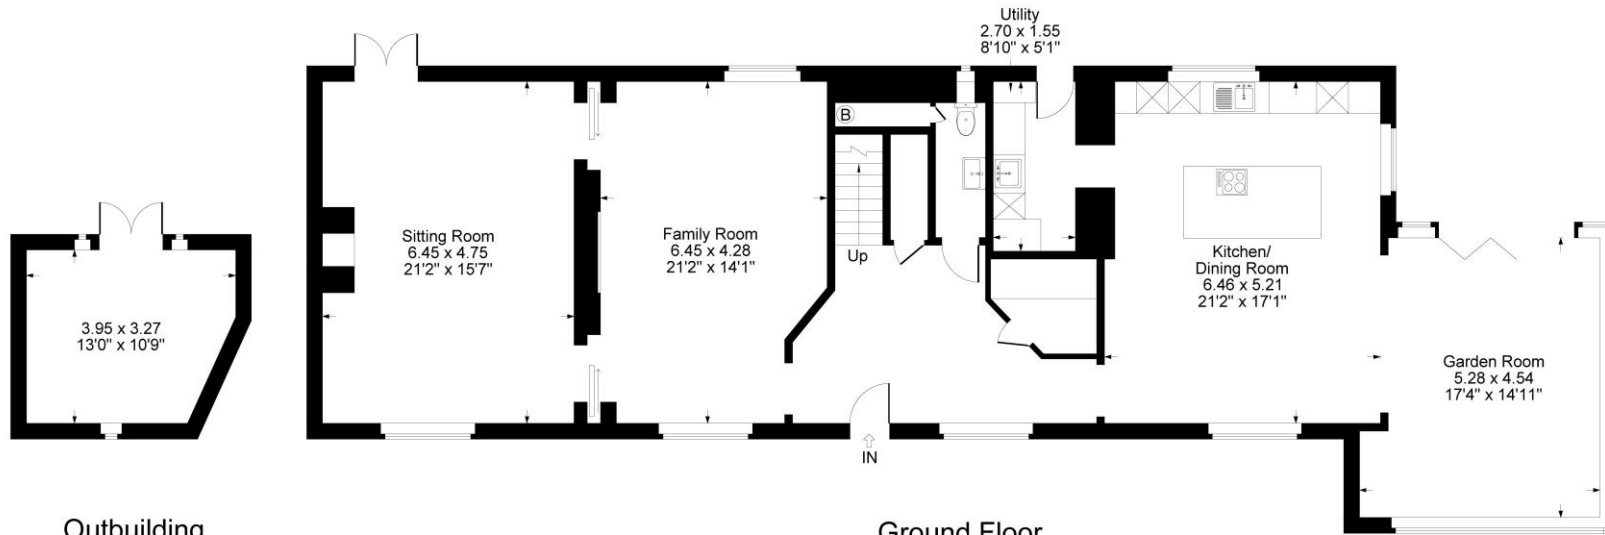 Utility
2.70 x 1.55
8'10" x 5'1"
B
Sitting Room
6.45 x 4.75
21'2" x 15'7"
Family Room
6.45 x 4.28
21'2" x 14'1"
Up
Kitchen/
Dining Room
6.46 x 5.21
21'2" x 17'1"
3.95 x 3.27
13'0" x 10'9"
Garden Room
5.28 x 4.54
17'4" x 14'11"
IN
Outbuilding
Ground Floor